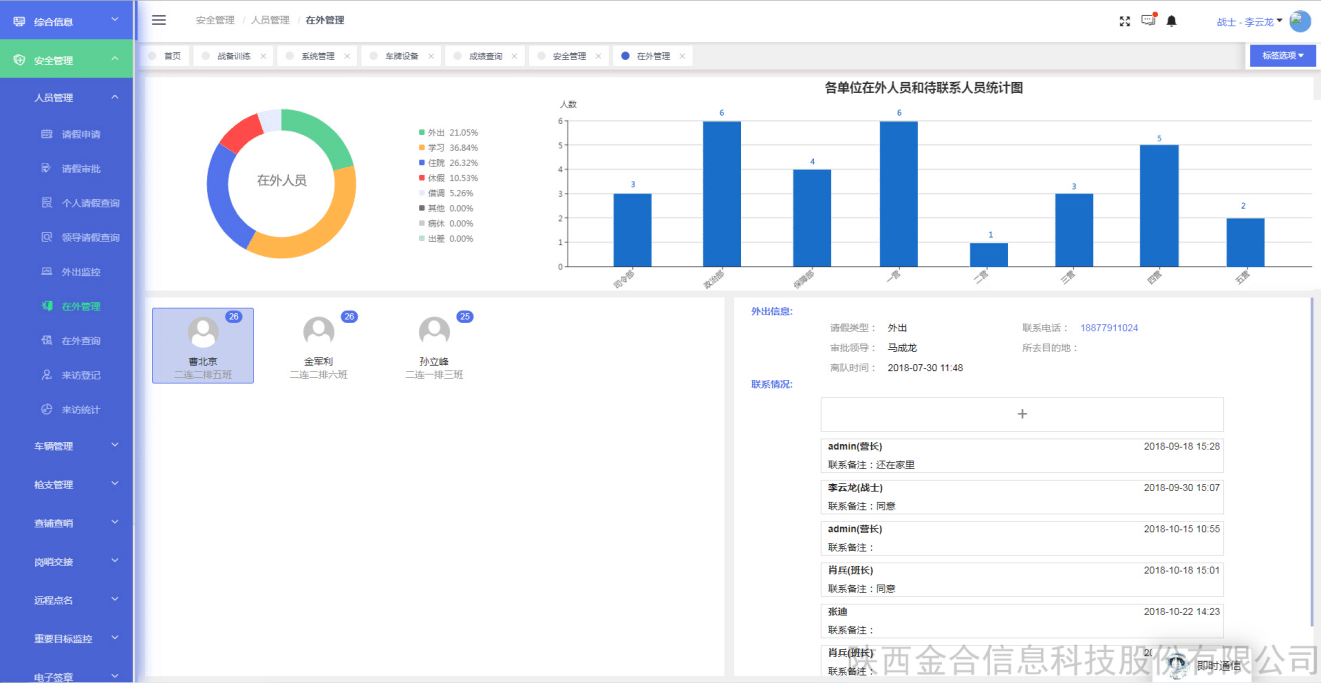 综合信息
安全管理
人员管理
请假申请
请假审批
个人请假查询
领导请假查询
外出监控
在外管理
在外查询
来访登记
来访统计
车辆管理
枪支管理
查铺查哨
岗哨交接
远程点名
重要目标监控
电子签章
安全管理 / 人员管理 / 在外管理
战士 - 李云龙
首页 战备训练 × 系统管理 × 车牌设备 × 成绩查询 × 安全管理 × 在外管理 ×
标签选项
在外人员
外出 21.05%
学习 36.84%
住院 26.32%
休假 10.53%
借调 5.26%
其他 0.00%
病休 0.00%
出差 0.00%
各单位在外人员和待联系人员统计图
人数
6
5
4
3
2
1
0
3 6 4 6 1 3 5 2
司令部 政治部 保障部 一营 二营 三营 四营 五营
26 26 25
曹北京 金军利 孙立峰
二连二排五班 二连二排六班 二连一排三班
外出信息:
请假类型： 外出 联系电话： 18877911024
审批领导： 马成龙 所去目的地：
离队时间： 2018-07-30 11:48
联系情况:
+
admin(营长) 2018-09-18 15:28
联系备注：还在家里
李云龙(战士) 2018-09-30 15:07
联系备注：同意
admin(营长) 2018-10-15 10:55
联系备注：
肖兵(班长) 2018-10-18 15:01
联系备注：同意
张迪 2018-10-22 14:23
联系备注：
肖兵(班长) 20
联系备注：
即时通信
陕西金合信息科技股份有限公司